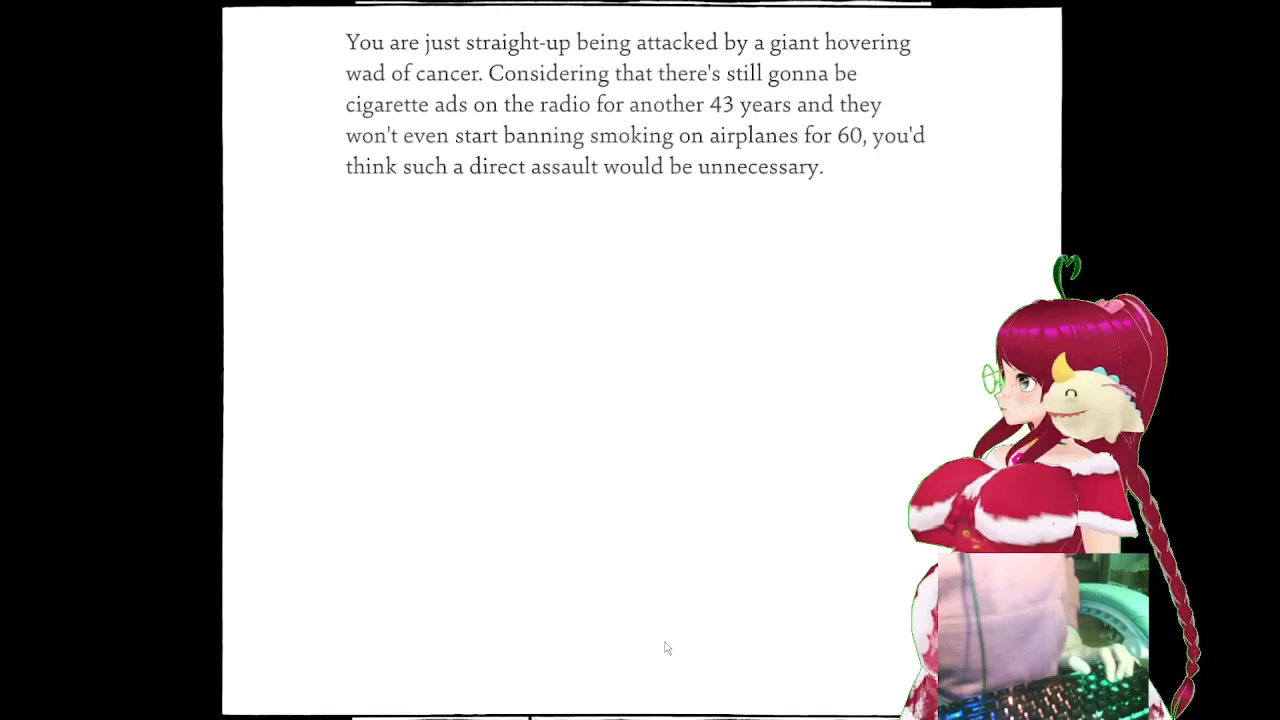 You are just straight-up being attacked by a giant hovering
wad of cancer. Considering that there's still gonna be
cigarette ads on the radio for another 43 years and they
won't even start banning smoking on airplanes for 60, you'd
think such a direct assault would be unnecessary.